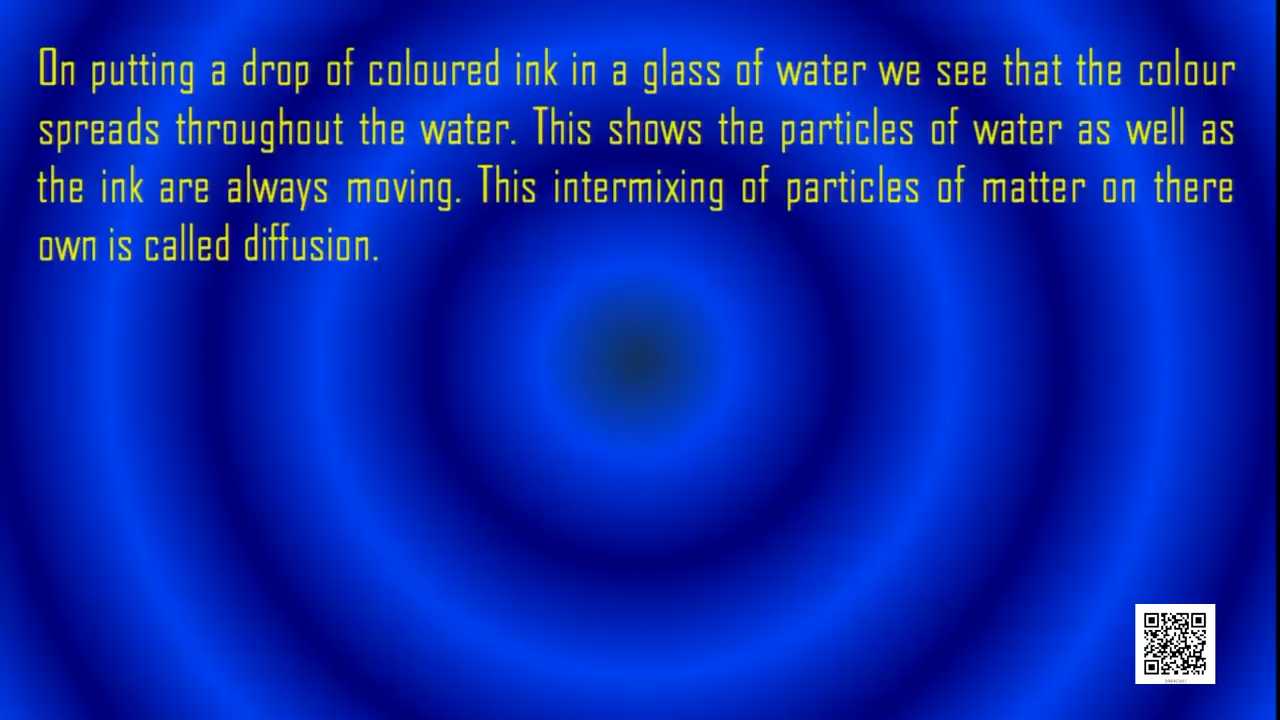 On putting a drop of coloured ink in a glass of water we see that the colour
spreads throughout the water. This shows the particles of water as well as
the ink are always moving. This intermixing of particles of matter on there
own is called diffusion.